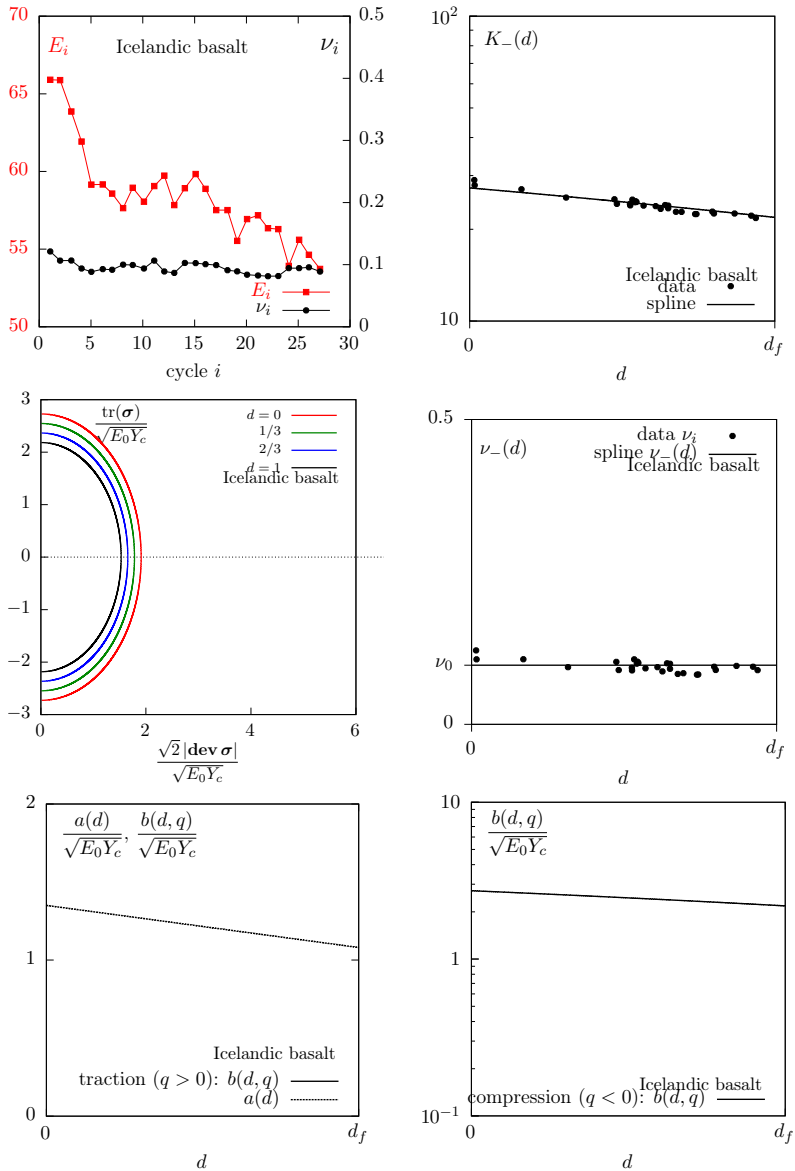 70
65
60
55
50
0.5
0.4
0.3
0.2
0.1
0
0 5 10 15 20 25 30
E_i
Icelandic basalt
ν_i
E_i
ν_i
cycle i
10^2
10
K_−(d)
Icelandic basalt
data
spline
0
d_f
d
3
2
1
0
−1
−2
−3
0 2 4 6
tr(σ)
√E_0Y_c
d = 0
1/3
2/3
d = 1
Icelandic basalt
√2 |dev σ|
√E_0Y_c
0.5
ν_0
0
ν_−(d)
data ν_i
spline ν_−(d)
Icelandic basalt
0
d_f
d
2
1
0
a(d) b(d, q)
√E_0Y_c, √E_0Y_c
Icelandic basalt
traction (q > 0): b(d, q)
a(d)
0
d_f
d
10
1
10^−1
b(d, q)
√E_0Y_c
Icelandic basalt
compression (q < 0): b(d, q)
0
d_f
d